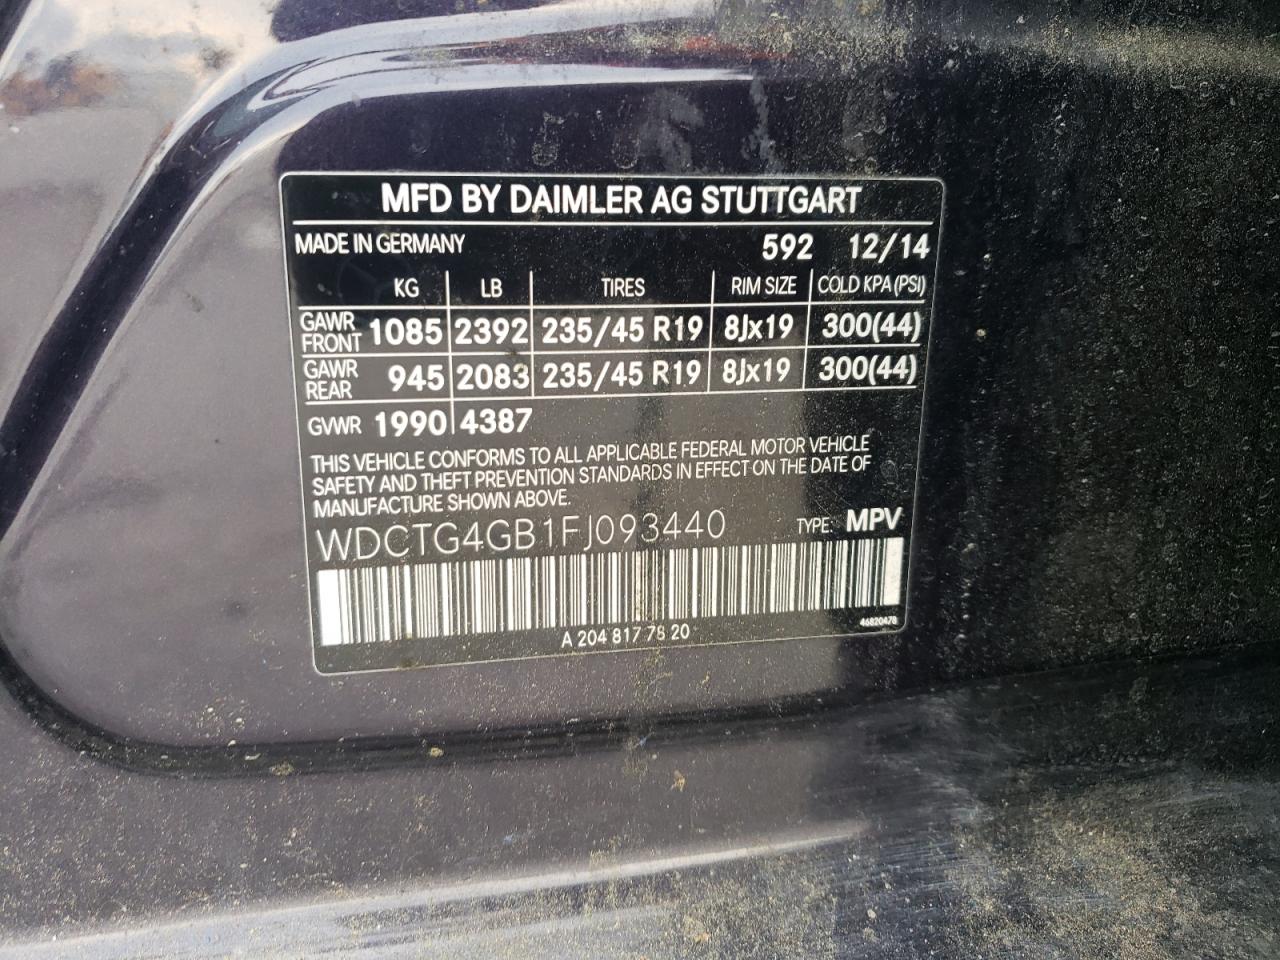 MFD BY DAIMLER AG STUTTGART
MADE IN GERMANY 592 12/14
KG LB TIRES RIM SIZE COLD KPA (PSI)
GAWR FRONT 1085 2392 235/45 R19 8Jx19 300(44)
GAWR REAR 945 2083 235/45 R19 8Jx19 300(44)
GVWR 1990 4387
THIS VEHICLE CONFORMS TO ALL APPLICABLE FEDERAL MOTOR VEHICLE
SAFETY AND THEFT PREVENTION STANDARDS IN EFFECT ON THE DATE OF
MANUFACTURE SHOWN ABOVE.
WDCTG4GB1FJ093440 TYPE: MPV
A 204 817 78 20 46820478